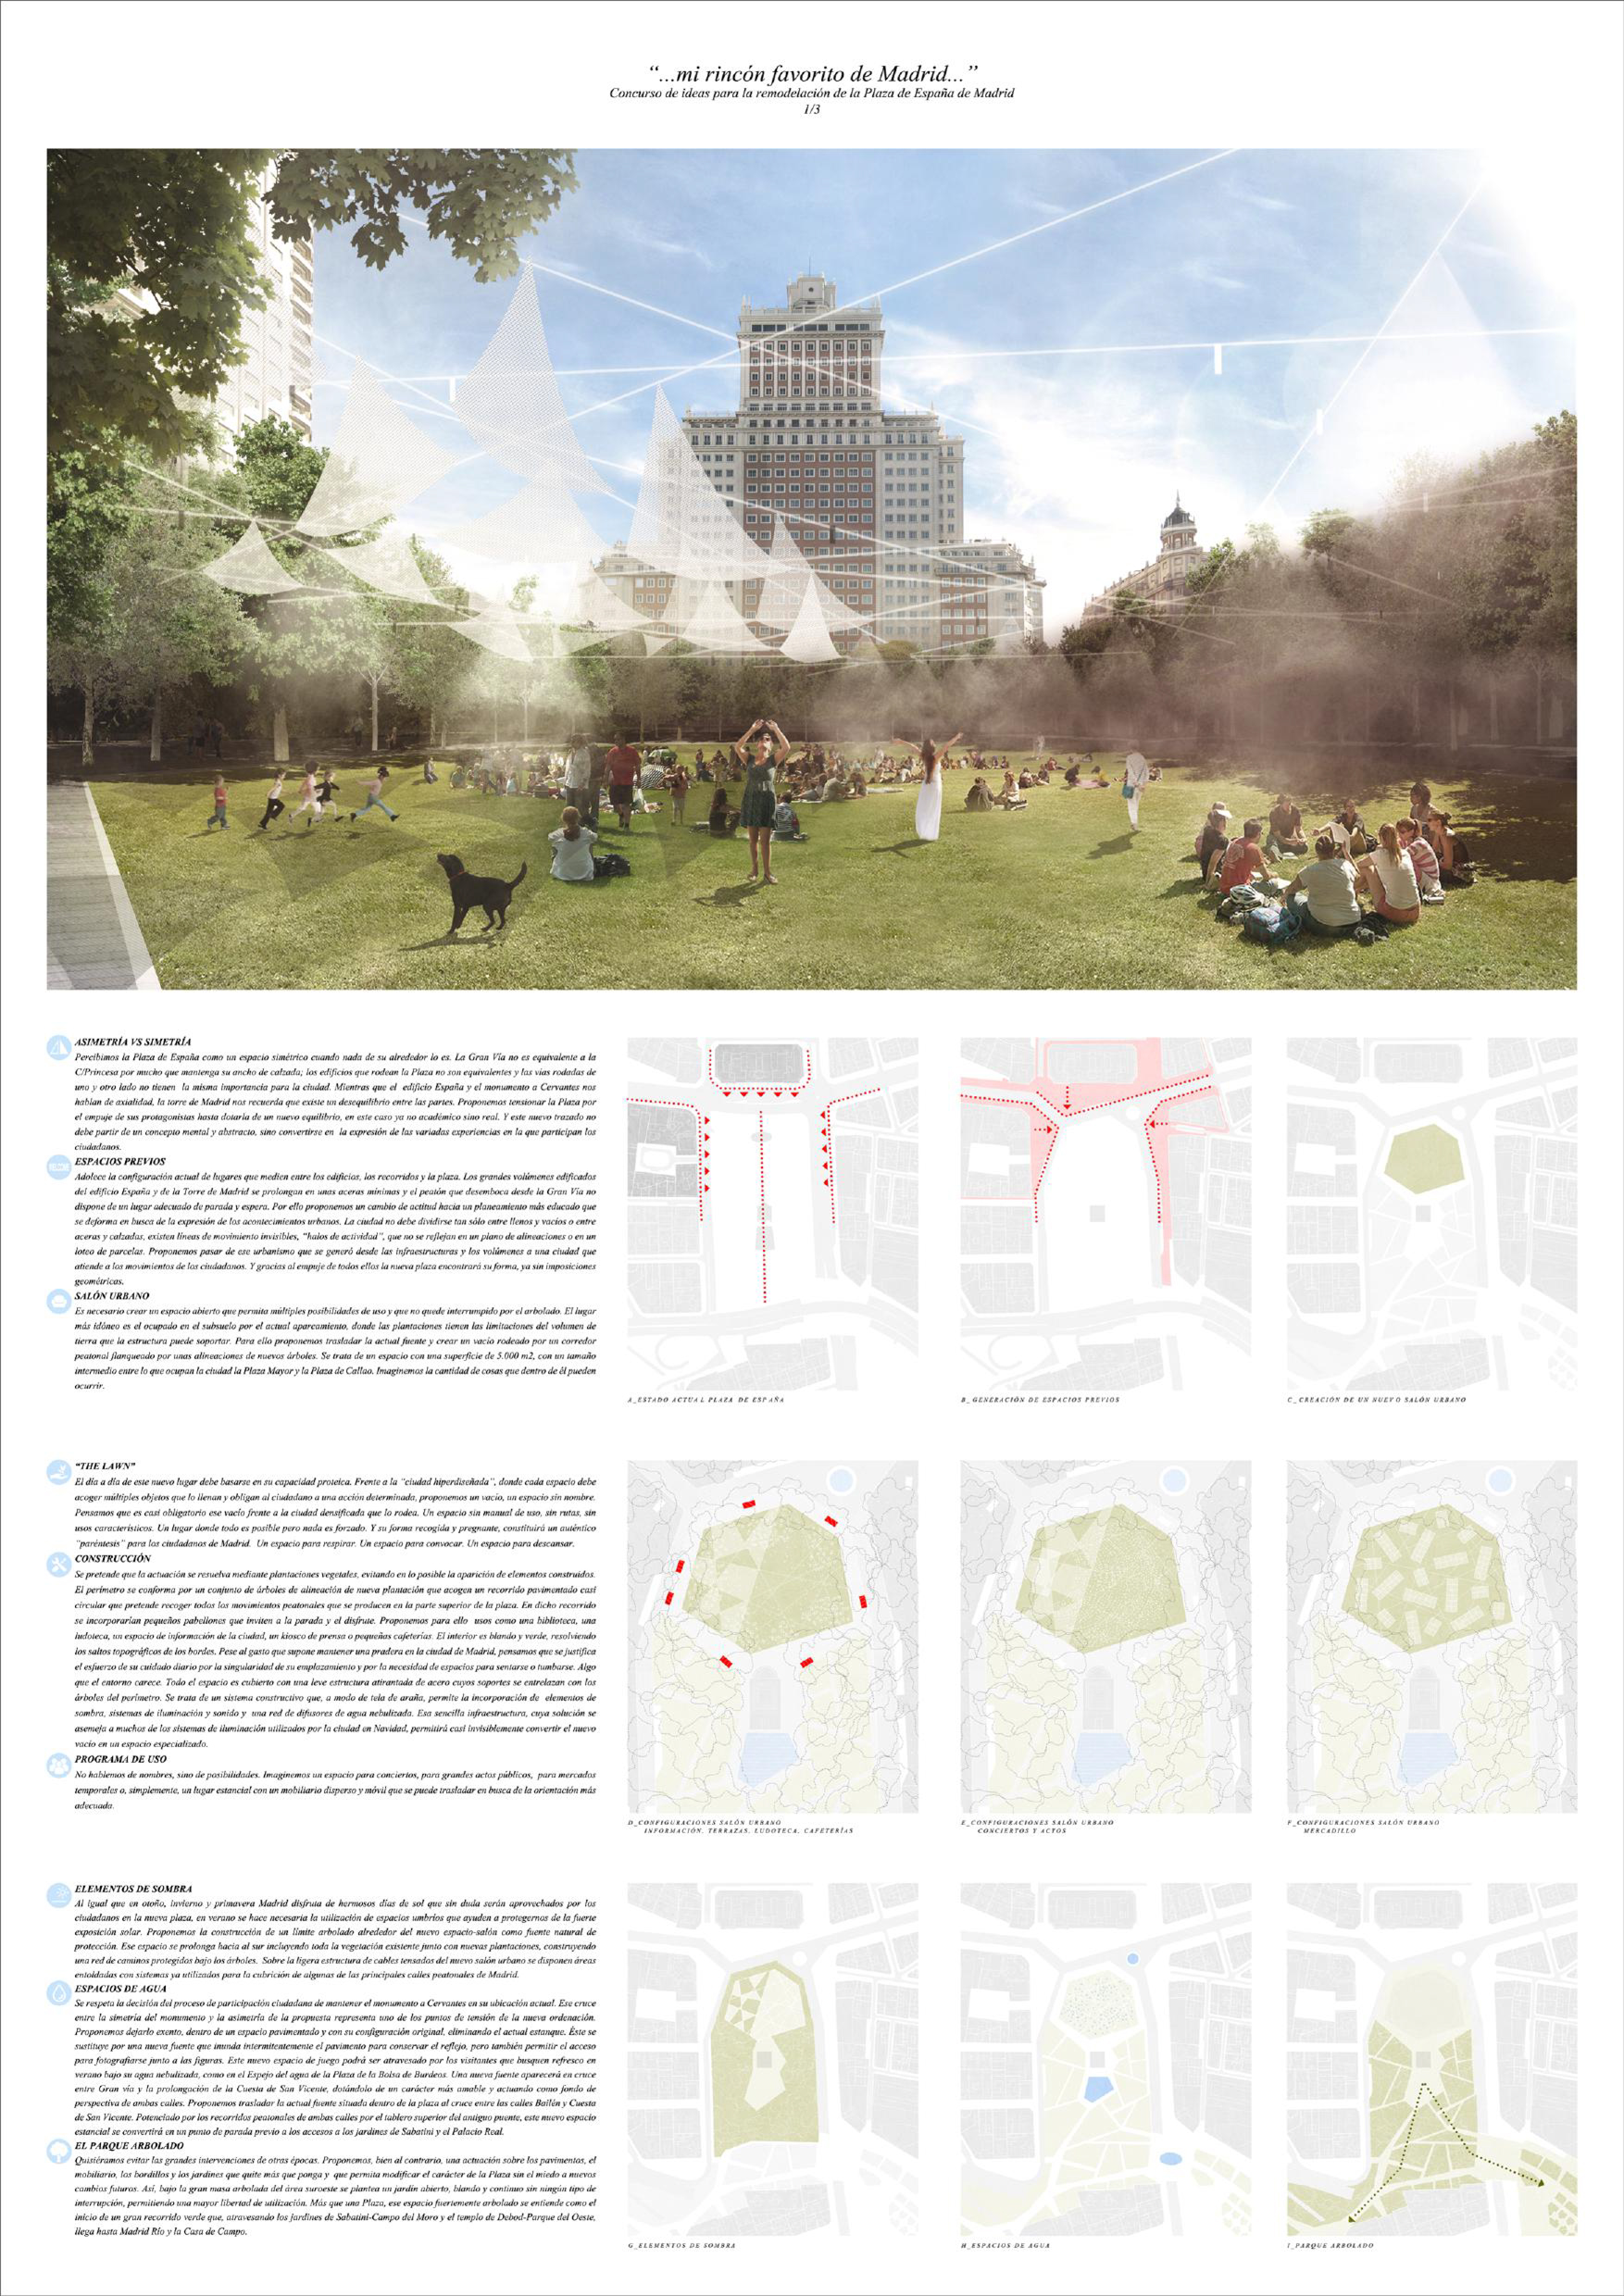 “...mi rincón favorito de Madrid...”
Concurso de ideas para la remodelación de la Plaza de España de Madrid
1/3
ASIMETRÍA VS SIMETRÍA
Percibimos la Plaza de España como un espacio simétrico cuando nada de su alrededor lo es. La Gran Vía no es equivalente a la
C/Princesa por mucho que mantenga su ancho de calzada; los edificios que rodean la Plaza no son equivalentes y las vías rodadas de
uno y otro lado no tienen la misma importancia para la ciudad. Mientras que el edificio España y el monumento a Cervantes nos
hablan de axialidad, la torre de Madrid nos recuerda que existe un desequilibrio entre las partes. Proponemos tensionar la Plaza por
el empuje de sus protagonistas hasta dotarla de un nuevo equilibrio, en este caso ya no académico sino real. Y este nuevo trazado no
debe partir de un concepto mental y abstracto, sino convertirse en la expresión de las variadas experiencias en la que participan los
ciudadanos.
ESPACIOS PREVIOS
Adolece la configuración actual de lugares que medien entre los edificios, los recorridos y la plaza. Los grandes volúmenes edificados
del edificio España y de la Torre de Madrid se prolongan en unas aceras mínimas y el peatón que desemboca desde la Gran Vía no
dispone de un lugar adecuado de parada y espera. Por ello proponemos un cambio de actitud hacia un planeamiento más educado que
se deforma en busca de la expresión de los acontecimientos urbanos. La ciudad no debe dividirse tan sólo entre llenos y vacíos o entre
aceras y calzadas, existen líneas de movimiento invisibles, “halos de actividad”, que no se reflejan en un plano de alineaciones o en un
loteo de parcelas. Proponemos pasar de ese urbanismo que se generó desde las infraestructuras y los volúmenes a una ciudad que
atiende a los movimientos de los ciudadanos. Y gracias al empuje de todos ellos la nueva plaza encontrará su forma, ya sin imposiciones
geométricas.
SALÓN URBANO
Es necesario crear un espacio abierto que permita múltiples posibilidades de uso y que no quede interrumpido por el arbolado. El lugar
más idóneo es el ocupado en el subsuelo por el actual aparcamiento, donde las plantaciones tienen las limitaciones del volumen de
tierra que la estructura puede soportar. Para ello proponemos trasladar la actual fuente y crear un vacío rodeado por un corredor
peatonal flanqueado por unas alineaciones de nuevos árboles. Se trata de un espacio con una superficie de 5.000 m2, con un tamaño
intermedio entre lo que ocupan la ciudad la Plaza Mayor y la Plaza de Callao. Imaginemos la cantidad de cosas que dentro de él pueden
ocurrir.
A_ESTADO ACTUAL PLAZA DE ESPAÑA
B_GENERACIÓN DE ESPACIOS PREVIOS
C_CREACIÓN DE UN NUEVO SALÓN URBANO
“THE LAWN”
El día a día de este nuevo lugar debe basarse en su capacidad proteica. Frente a la “ciudad hiperdiseñada”, donde cada espacio debe
acoger múltiples objetos que lo llenan y obligan al ciudadano a una acción determinada, proponemos un vacío, un espacio sin nombre.
Pensamos que es casi obligatorio ese vacío frente a la ciudad densificada que lo rodea. Un espacio sin manual de uso, sin rutas, sin
usos característicos. Un lugar donde todo es posible pero nada es forzado. Y su forma recogida y pregnante, constituirá un auténtico
“paréntesis” para los ciudadanos de Madrid. Un espacio para respirar. Un espacio para convocar. Un espacio para descansar.
CONSTRUCCIÓN
Se pretende que la actuación se resuelva mediante plantaciones vegetales, evitando en lo posible la aparición de elementos construidos.
El perímetro se conforma por un conjunto de árboles de alineación de nueva plantación que acogen un recorrido pavimentado casi
circular que pretende recoger todos los movimientos peatonales que se producen en la parte superior de la plaza. En dicho recorrido
se incorporarían pequeños pabellones que inviten a la parada y el disfrute. Proponemos para ello usos como una biblioteca, una
ludoteca, un espacio de información de la ciudad, un kiosco de prensa o pequeñas cafeterías. El interior es blando y verde, resolviendo
los saltos topográficos de los bordes. Pese al gasto que supone mantener una pradera en la ciudad de Madrid, pensamos que se justifica
el esfuerzo de su cuidado diario por la singularidad de su emplazamiento y por la necesidad de espacios para sentarse o tumbarse. Algo
que el entorno carece. Todo el espacio es cubierto con una leve estructura atirantada de acero cuyos soportes se entrelazan con los
árboles del perímetro. Se trata de un sistema constructivo que, a modo de tela de araña, permite la incorporación de elementos de
sombra, sistemas de iluminación y sonido y una red de difusores de agua nebulizada. Esa sencilla infraestructura, cuya solución se
asemeja a muchos de los sistemas de iluminación utilizados por la ciudad en Navidad, permitirá casi invisiblemente convertir el nuevo
vacío en un espacio especializado.
PROGRAMA DE USO
No hablemos de nombres, sino de posibilidades. Imaginemos un espacio para conciertos, para grandes actos públicos, para mercados
temporales o, simplemente, un lugar estancial con un mobiliario disperso y móvil que se puede trasladar en busca de la orientación más
adecuada.
D_CONFIGURACIONES SALÓN URBANO
INFORMACIÓN, TERRAZAS, LUDOTECA, CAFETERÍAS
E_CONFIGURACIONES SALÓN URBANO
CONCIERTOS Y ACTOS
F_CONFIGURACIONES SALÓN URBANO
MERCADILLO
ELEMENTOS DE SOMBRA
Al igual que en otoño, invierno y primavera Madrid disfruta de hermosos días de sol que sin duda serán aprovechados por los
ciudadanos en la nueva plaza, en verano se hace necesaria la utilización de espacios umbríos que ayuden a protegernos de la fuerte
exposición solar. Proponemos la construcción de un límite arbolado alrededor del nuevo espacio-salón como fuente natural de
protección. Ese espacio se prolonga hacia al sur incluyendo toda la vegetación existente junto con nuevas plantaciones, construyendo
una red de caminos protegidos bajo los árboles. Sobre la ligera estructura de cables tensados del nuevo salón urbano se disponen áreas
entoldadas con sistemas ya utilizados para la cubrición de algunas de las principales calles peatonales de Madrid.
ESPACIOS DE AGUA
Se respeta la decisión del proceso de participación ciudadana de mantener el monumento a Cervantes en su ubicación actual. Ese cruce
entre la simetría del monumento y la asimetría de la propuesta representa uno de los puntos de tensión de la nueva ordenación.
Proponemos dejarlo exento, dentro de un espacio pavimentado y con su configuración original, eliminando el actual estanque. Éste se
sustituye por una nueva fuente que inunda intermitentemente el pavimento para conservar el reflejo, pero también permitir el acceso
para fotografiarse junto a las figuras. Este nuevo espacio de juego podrá ser atravesado por los visitantes que busquen refresco en
verano bajo su agua nebulizada, como en el Espejo del agua de la Plaza de la Bolsa de Burdeos. Una nueva fuente aparecerá en cruce
entre Gran vía y la prolongación de la Cuesta de San Vicente, dotándolo de un carácter más amable y actuando como fondo de
perspectiva de ambas calles. Proponemos trasladar la actual fuente situada dentro de la plaza al cruce entre las calles Bailén y Cuesta
de San Vicente. Potenciado por los recorridos peatonales de ambas calles por el tablero superior del antiguo puente, este nuevo espacio
estancial se convertirá en un punto de parada previo a los accesos a los jardines de Sabatini y el Palacio Real.
EL PARQUE ARBOLADO
Quisiéramos evitar las grandes intervenciones de otras épocas. Proponemos, bien al contrario, una actuación sobre los pavimentos, el
mobiliario, los bordillos y los jardines que quite más que ponga y que permita modificar el carácter de la Plaza sin el miedo a nuevos
cambios futuros. Así, bajo la gran masa arbolada del área suroeste se plantea un jardín abierto, blando y continuo sin ningún tipo de
interrupción, permitiendo una mayor libertad de utilización. Más que una Plaza, ese espacio fuertemente arbolado se entiende como el
inicio de un gran recorrido verde que, atravesando los jardines de Sabatini-Campo del Moro y el templo de Debod-Parque del Oeste,
llega hasta Madrid Río y la Casa de Campo.
G_ELEMENTOS DE SOMBRA
H_ESPACIOS DE AGUA
I_PARQUE ARBOLADO